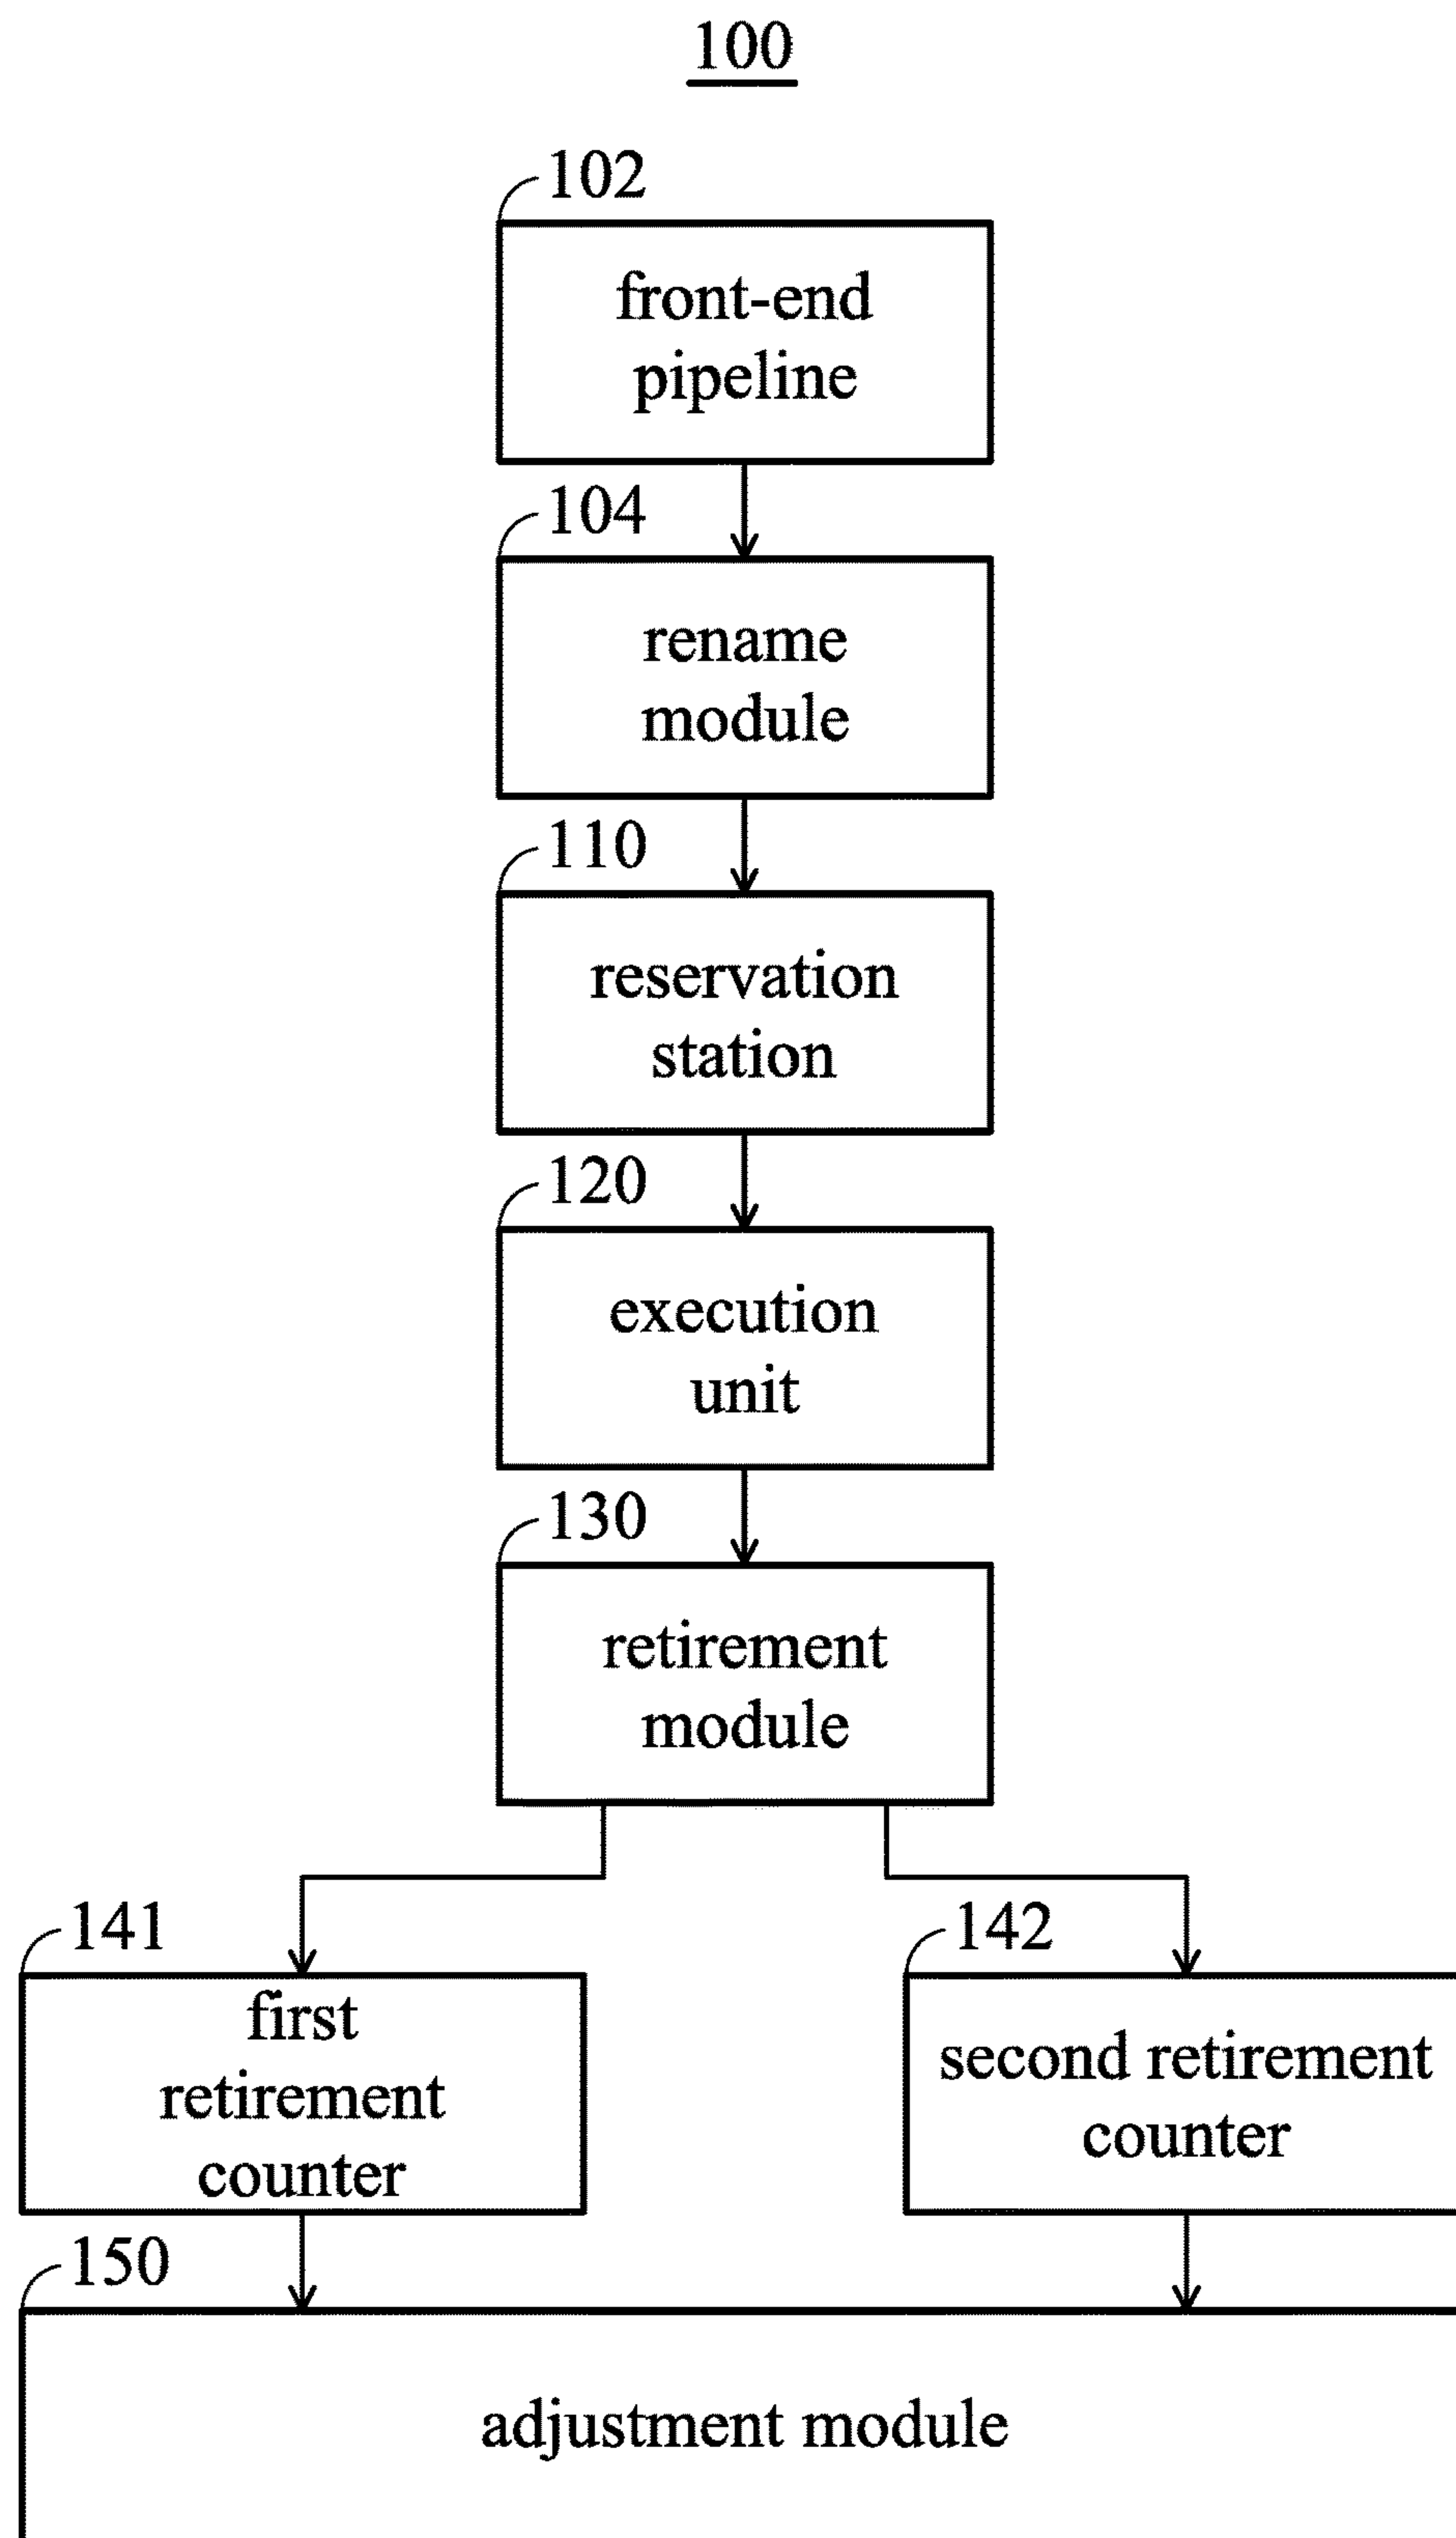 100
102
front-end
pipeline
104
rename
module
110
reservation
station
120
execution
unit
130
retirement
module
141
first
retirement
counter
142
second retirement
counter
150
adjustment module